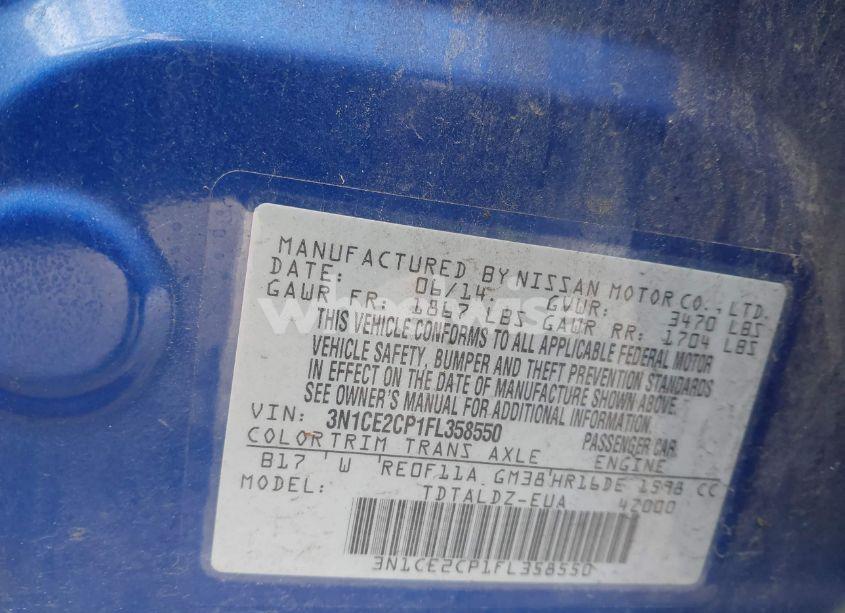 MANUFACTURED BY NISSAN MOTOR CO., LTD.
DATE: 06/14 GVWR: 3470 LBS
GAWR FR: 1867 LBS GAWR RR: 1704 LBS
THIS VEHICLE CONFORMS TO ALL APPLICABLE FEDERAL MOTOR
VEHICLE SAFETY, BUMPER AND THEFT PREVENTION STANDARDS
IN EFFECT ON THE DATE OF MANUFACTURE SHOWN ABOVE.
SEE OWNER'S MANUAL FOR ADDITIONAL INFORMATION.
VIN: 3N1CE2CP1FL358550 PASSENGER CAR
COLOR TRIM TRANS AXLE ENGINE
B17 W RE0F11A GM38 HR16DE 1598 CC
MODEL: TDTALDZ-EUA 42000
3N1CE2CP1FL358550